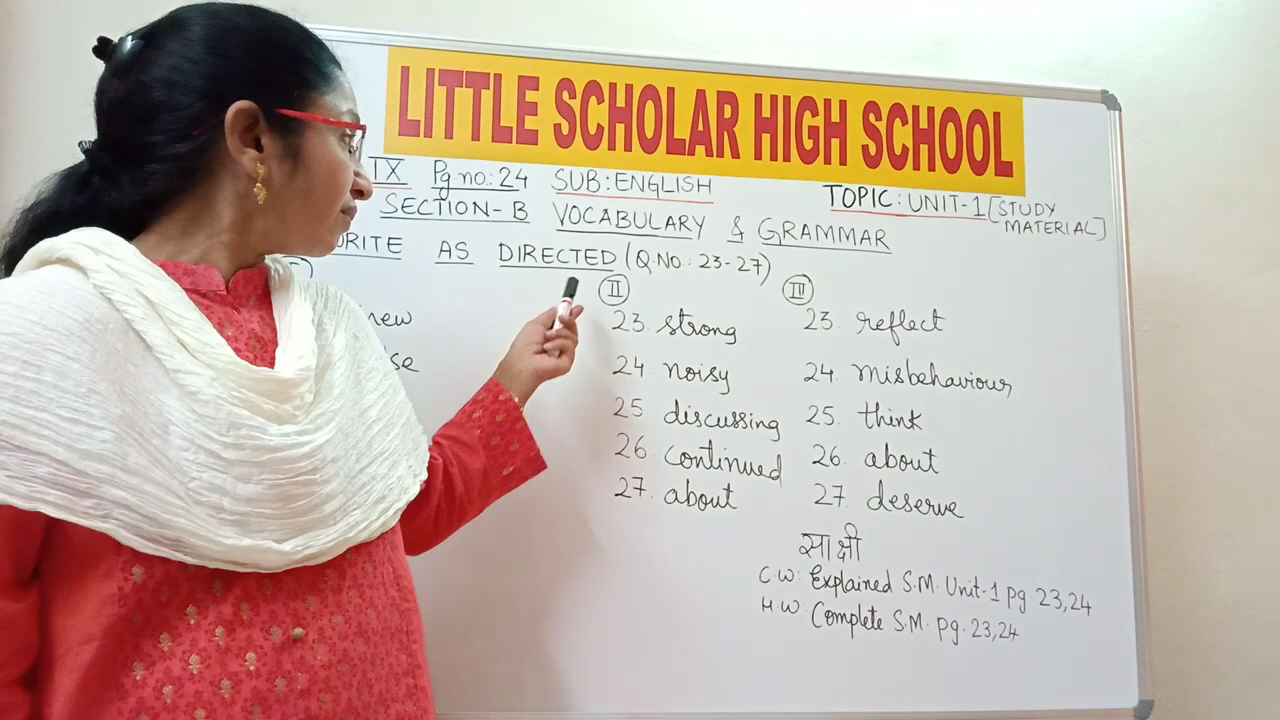 LITTLE SCHOLAR HIGH SCHOOL
IX Pg.no.: 24 SUB: ENGLISH TOPIC: UNIT-1 [STUDY MATERIAL]
SECTION-B VOCABULARY & GRAMMAR
AS DIRECTED (Q.NO.: 23-27)
II
23. strong
24. noisy
25 discussing
26. continued
27. about
III
23. reflect
24. misbehaviour
25. think
26. about
27. deserve
साक्षी
C.W: Explained S.M. Unit-1 pg. 23,24
H.W: Complete S.M. pg. 23,24